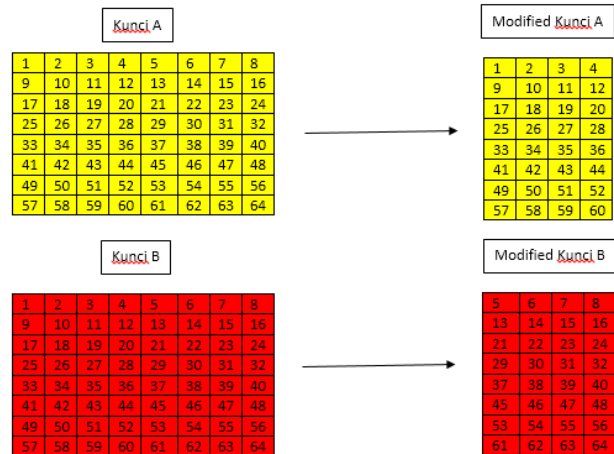 Kunci A
1 2 3 4 5 6 7 8
9 10 11 12 13 14 15 16
17 18 19 20 21 22 23 24
25 26 27 28 29 30 31 32
33 34 35 36 37 38 39 40
41 42 43 44 45 46 47 48
49 50 51 52 53 54 55 56
57 58 59 60 61 62 63 64
Modified Kunci A
1 2 3 4
9 10 11 12
17 18 19 20
25 26 27 28
33 34 35 36
41 42 43 44
49 50 51 52
57 58 59 60
Kunci B
1 2 3 4 5 6 7 8
9 10 11 12 13 14 15 16
17 18 19 20 21 22 23 24
25 26 27 28 29 30 31 32
33 34 35 36 37 38 39 40
41 42 43 44 45 46 47 48
49 50 51 52 53 54 55 56
57 58 59 60 61 62 63 64
Modified Kunci B
5 6 7 8
13 14 15 16
21 22 23 24
29 30 31 32
37 38 39 40
45 46 47 48
53 54 55 56
61 62 63 64